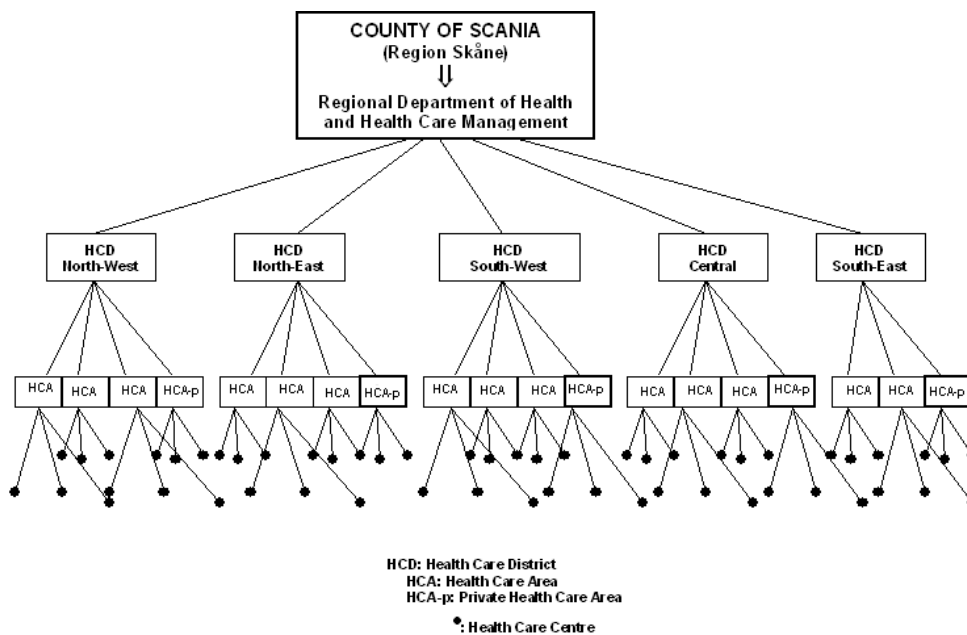 COUNTY OF SCANIA
(Region Skåne)
⇓
Regional Department of Health
and Health Care Management
HCD
North-West
HCD
North-East
HCD
South-West
HCD
Central
HCD
South-East
HCA HCA HCA HCA-p
HCA HCA HCA HCA-p
HCA HCA HCA HCA-p
HCA HCA HCA HCA-p
HCA HCA HCA-p
HCD: Health Care District
HCA: Health Care Area
HCA-p: Private Health Care Area
●: Health Care Centre